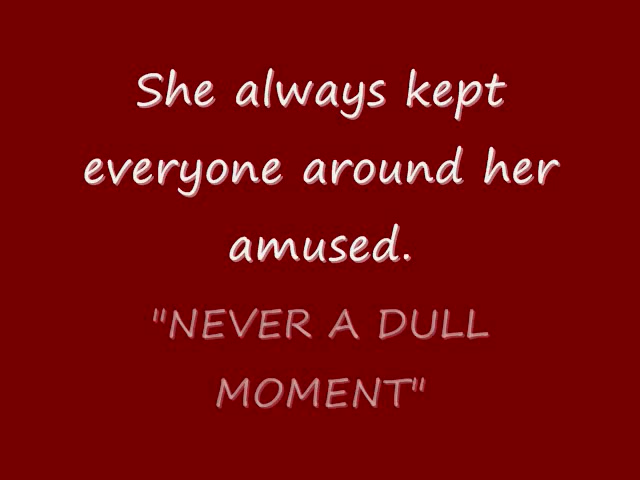 She always kept
everyone around her
amused.
"NEVER A DULL
MOMENT"